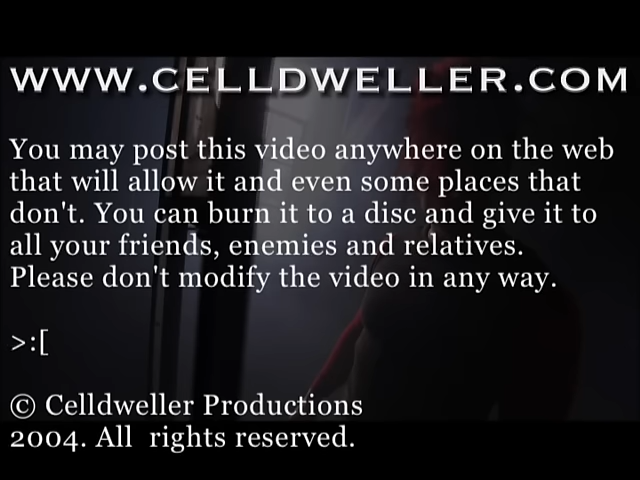 WWW.CELLDWELLER.COM
You may post this video anywhere on the web
that will allow it and even some places that
don't. You can burn it to a disc and give it to
all your friends, enemies and relatives.
Please don't modify the video in any way.
>:[
© Celldweller Productions
2004. All  rights reserved.